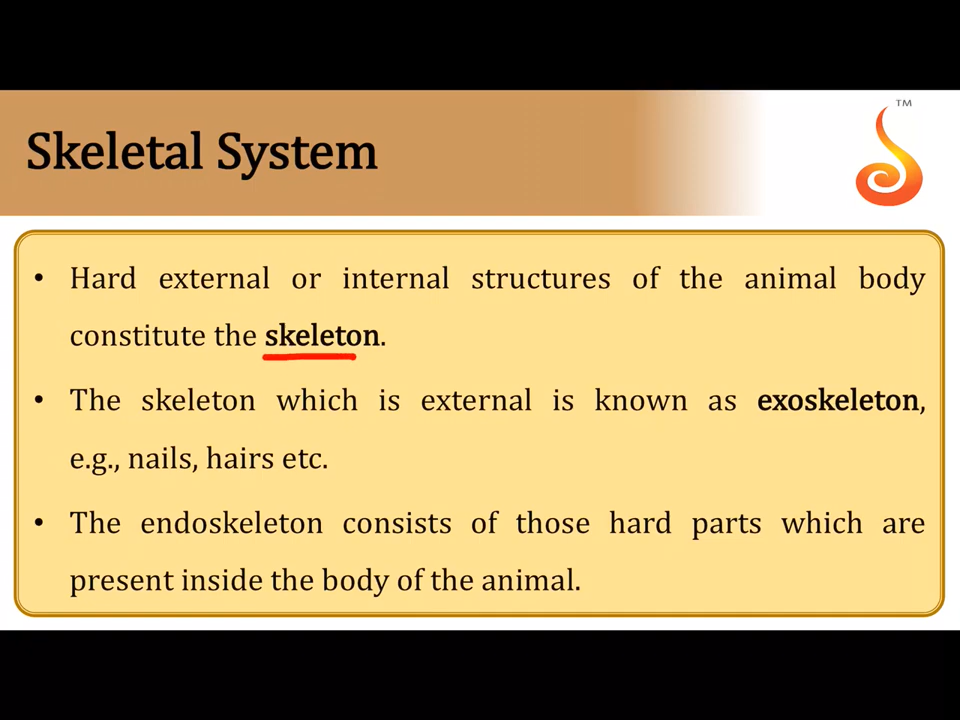 Skeletal System
TM
• Hard external or internal structures of the animal body
constitute the skeleton.
• The skeleton which is external is known as exoskeleton,
e.g., nails, hairs etc.
• The endoskeleton consists of those hard parts which are
present inside the body of the animal.